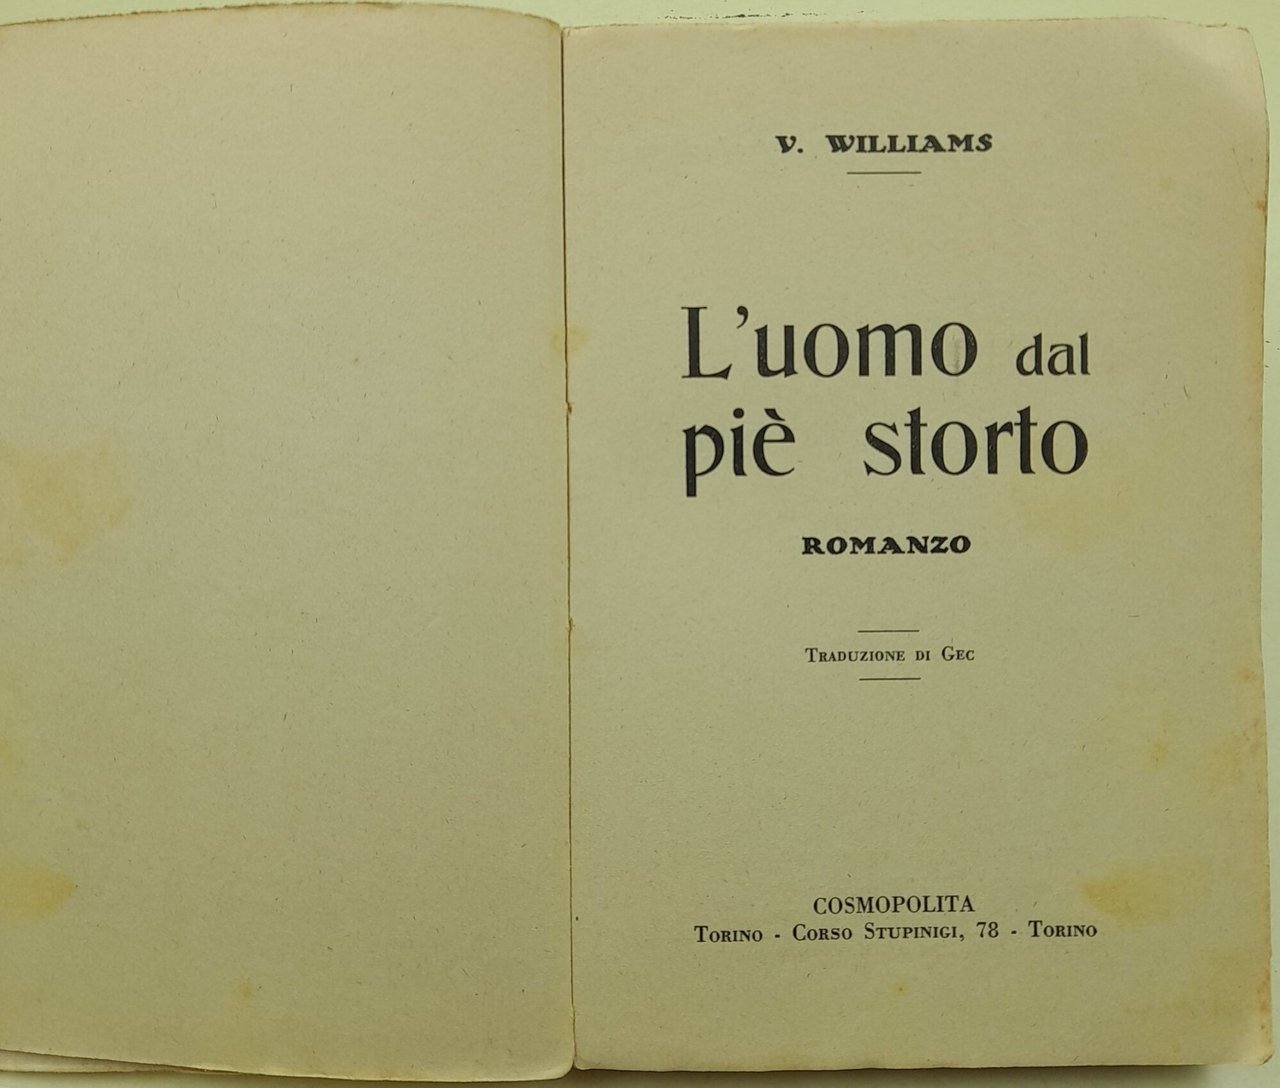 V. WILLIAMS
L'uomo dal
piè storto
ROMANZO
Traduzione di Gec
COSMOPOLITA
Torino - Corso Stupinigi, 78 - Torino